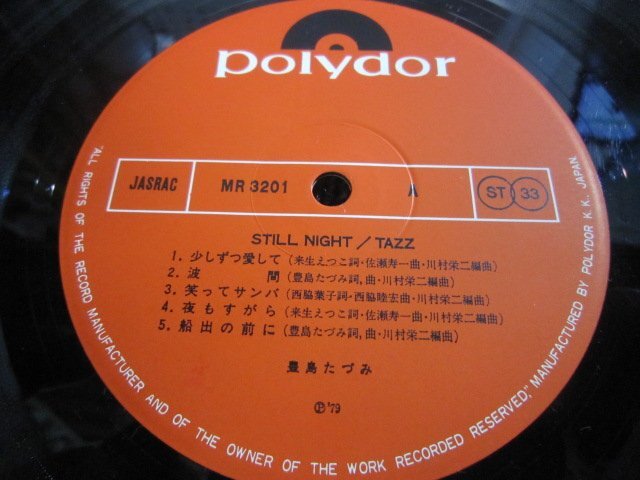 polydor
JASRAC MR 3201 A ST 33
STILL NIGHT / TAZZ
1. 少しずつ愛して (来生えつこ詞・佐瀬寿一曲・川村栄二編曲)
2. 波 間 (豊島たづみ詞,曲・川村栄二編曲)
3. 笑ってサンバ (西脇葉子詞・西脇睦宏曲・川村栄二編曲)
4. 夜もすがら (来生えつこ詞・佐瀬寿一曲・川村栄二編曲)
5. 船出の前に (豊島たづみ詞,曲・川村栄二編曲)
豊島たづみ
Ⓟ '79
"ALL RIGHTS OF THE RECORD MANUFACTURER AND OF THE OWNER OF THE WORK RECORDED RESERVED," MANUFACTURED BY POLYDOR K.K. JAPAN.